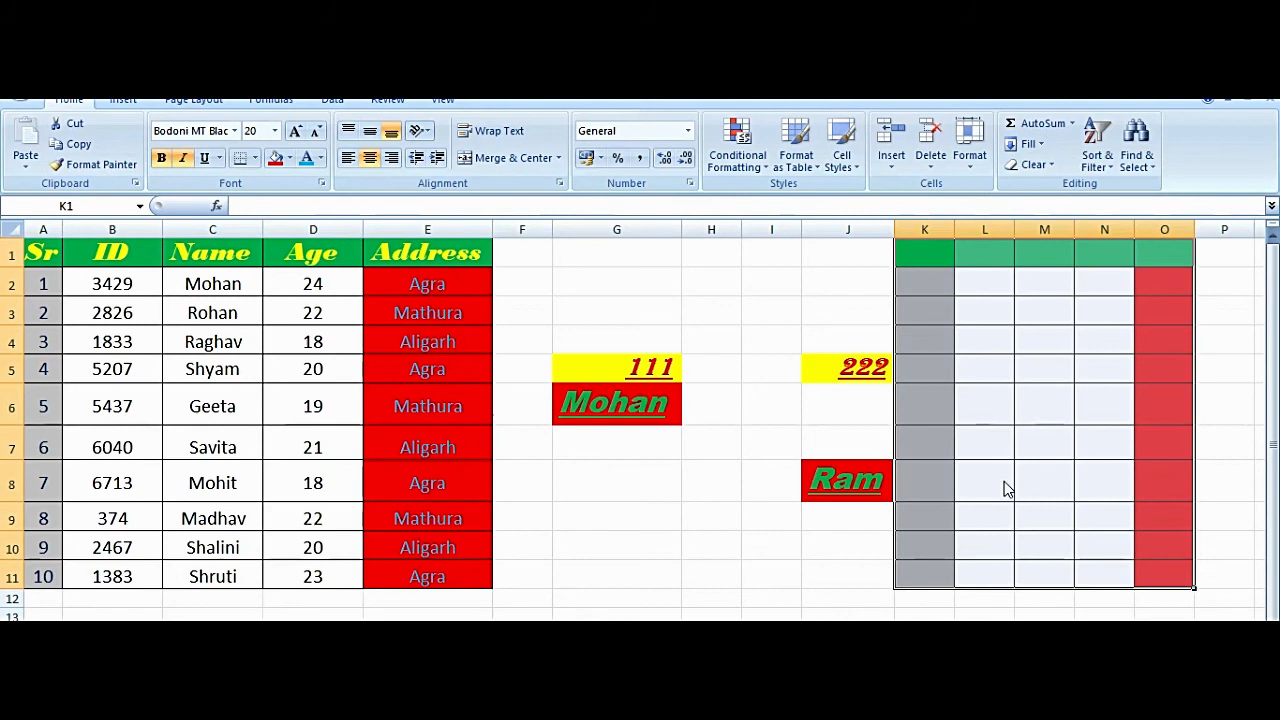 Home Insert Page Layout Formulas Data Review View
Cut
Copy
Format Painter
Paste
Clipboard
Bodoni MT Blac 20 A A
B I U A
Font
Wrap Text
Merge & Center
Alignment
General
% , .0 .00 .00 .0
Number
Conditional Formatting
Format as Table
Cell Styles
Styles
Insert Delete Format
Cells
Σ AutoSum
Fill
Clear
Sort & Filter
Find & Select
Editing
K1 fx
A B C D E F G H I J K L M N O P
1 Sr ID Name Age Address
2 1 3429 Mohan 24 Agra
3 2 2826 Rohan 22 Mathura
4 3 1833 Raghav 18 Aligarh
5 4 5207 Shyam 20 Agra 111 222
6 5 5437 Geeta 19 Mathura Mohan
7 6 6040 Savita 21 Aligarh
8 7 6713 Mohit 18 Agra Ram
9 8 374 Madhav 22 Mathura
10 9 2467 Shalini 20 Aligarh
11 10 1383 Shruti 23 Agra
12
13